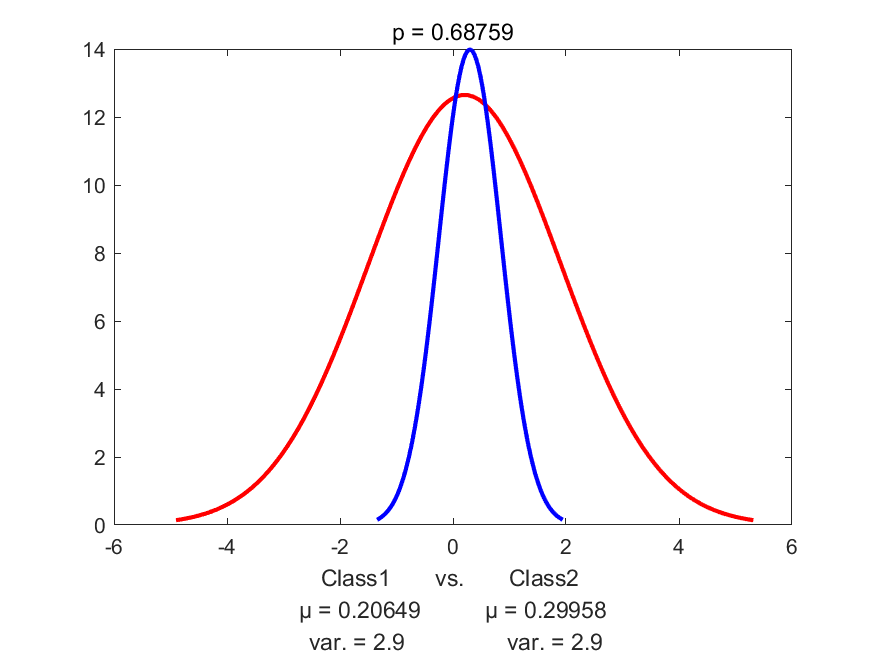 p = 0.68759
14
12
10
8
6
4
2
0
-6 -4 -2 0 2 4 6
Class1 vs. Class2
μ = 0.20649 μ = 0.29958
var. = 2.9 var. = 2.9